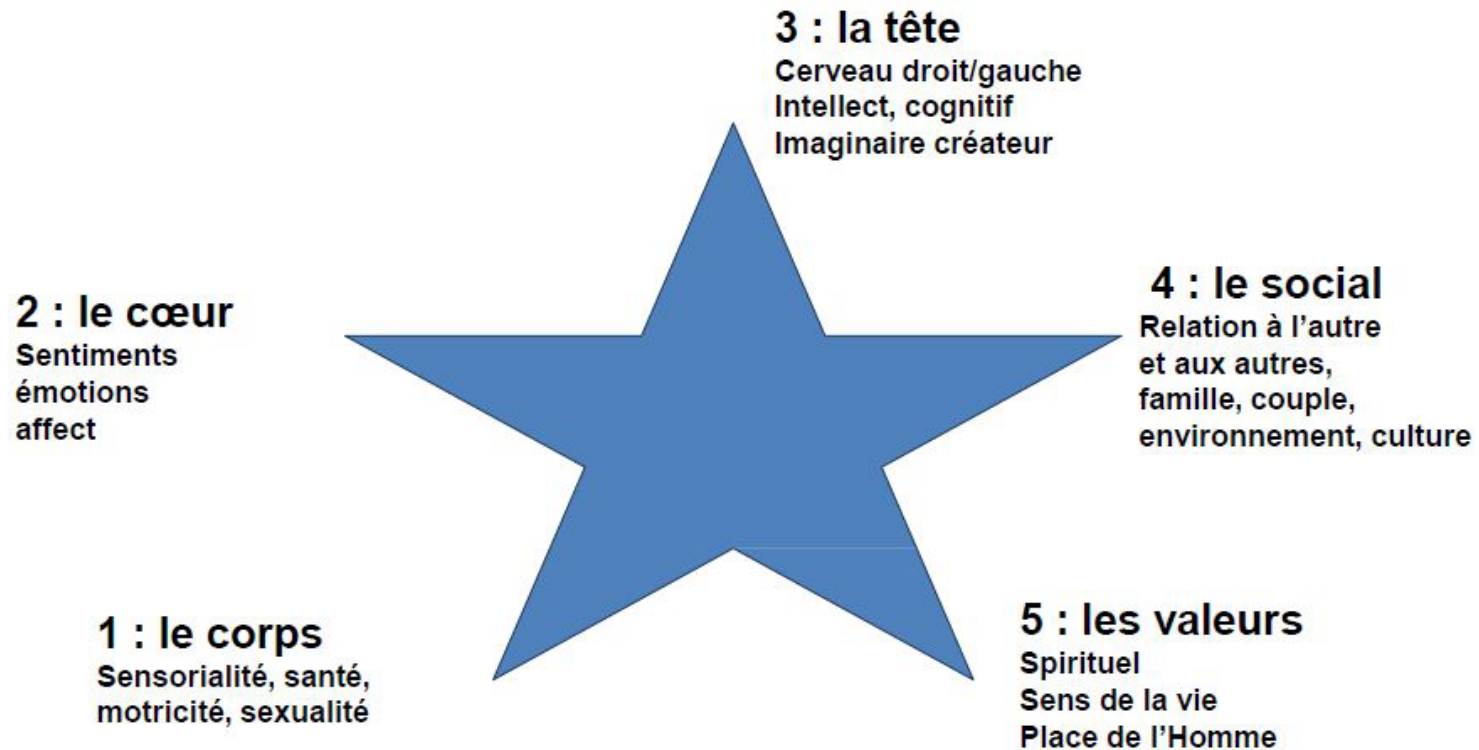 3 : la tête
Cerveau droit/gauche
Intellect, cognitif
Imaginaire créateur
2 : le cœur
Sentiments
émotions
affect
4 : le social
Relation à l’autre
et aux autres,
famille, couple,
environnement, culture
1 : le corps
Sensorialité, santé,
motricité, sexualité
5 : les valeurs
Spirituel
Sens de la vie
Place de l’Homme